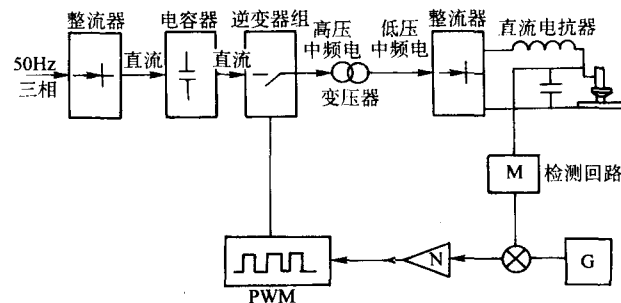 整流器
电容器
逆变器组
高压
中频电
低压
中频电
整流器
直流电抗器
50Hz
三相
直流
直流
变压器
M
检测回路
N
G
PWM